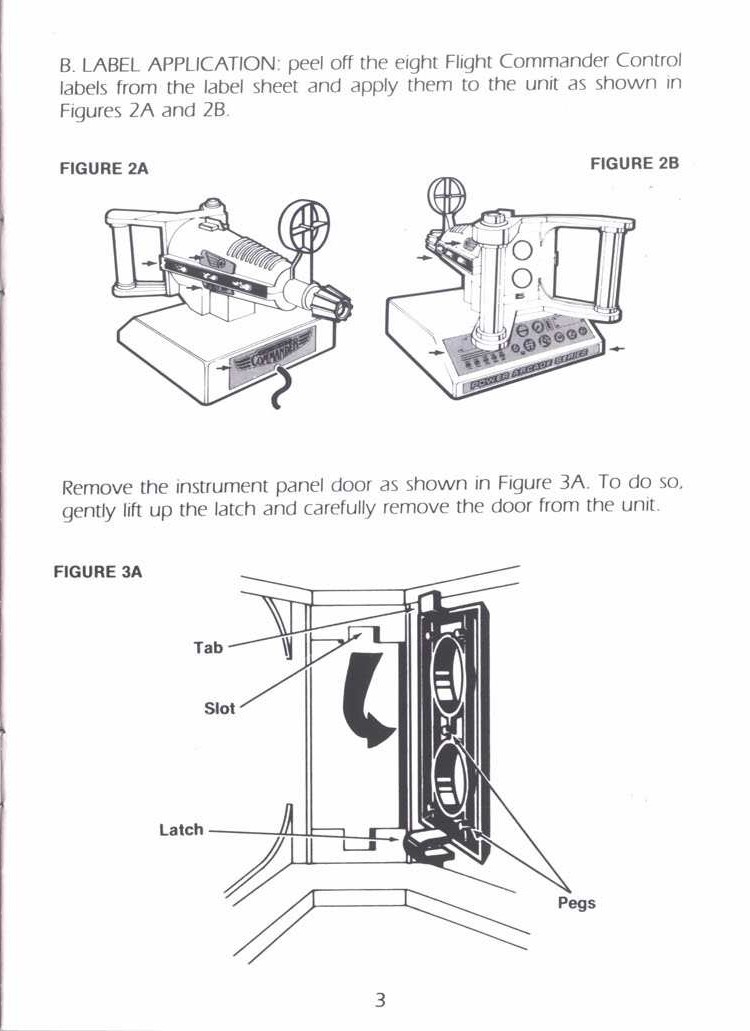 B. LABEL APPLICATION: peel off the eight Flight Commander Control
labels from the label sheet and apply them to the unit as shown in
Figures 2A and 2B.
FIGURE 2A
FIGURE 2B
COMMANDER
POWER ARCADE SERIES
Remove the instrument panel door as shown in Figure 3A. To do so,
gently lift up the latch and carefully remove the door from the unit.
FIGURE 3A
Tab
Slot
Latch
Pegs
3